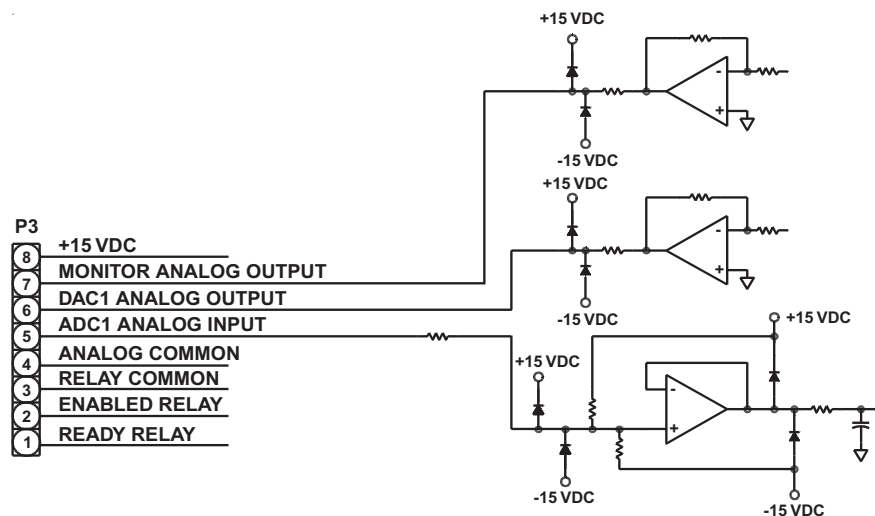 +15 VDC
-
+
-15 VDC
+15 VDC
-
+
-15 VDC
P3
8 +15 VDC
7 MONITOR ANALOG OUTPUT
6 DAC1 ANALOG OUTPUT
5 ADC1 ANALOG INPUT
4 ANALOG COMMON
3 RELAY COMMON
2 ENABLED RELAY
1 READY RELAY
+15 VDC
+15 VDC
-
+
-15 VDC
-15 VDC